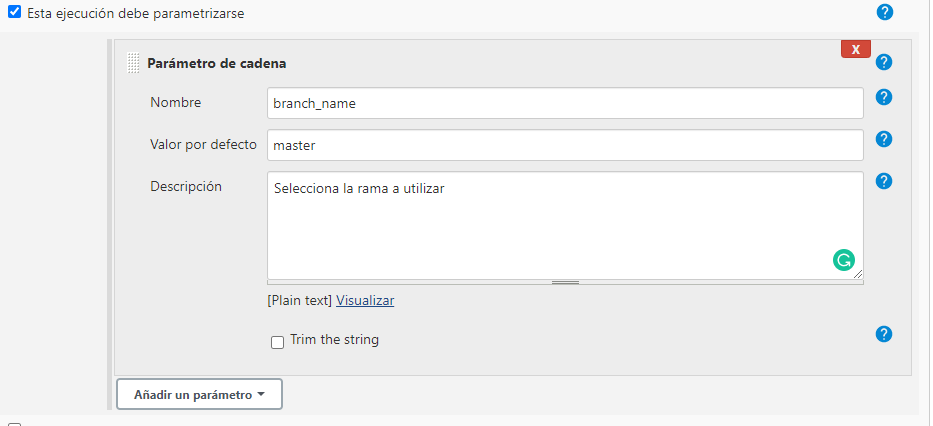 Esta ejecución debe parametrizarse
?
X
Parámetro de cadena
?
Nombre
branch_name
?
Valor por defecto
master
?
Descripción
Selecciona la rama a utilizar
?
[Plain text] Visualizar
Trim the string
?
Añadir un parámetro